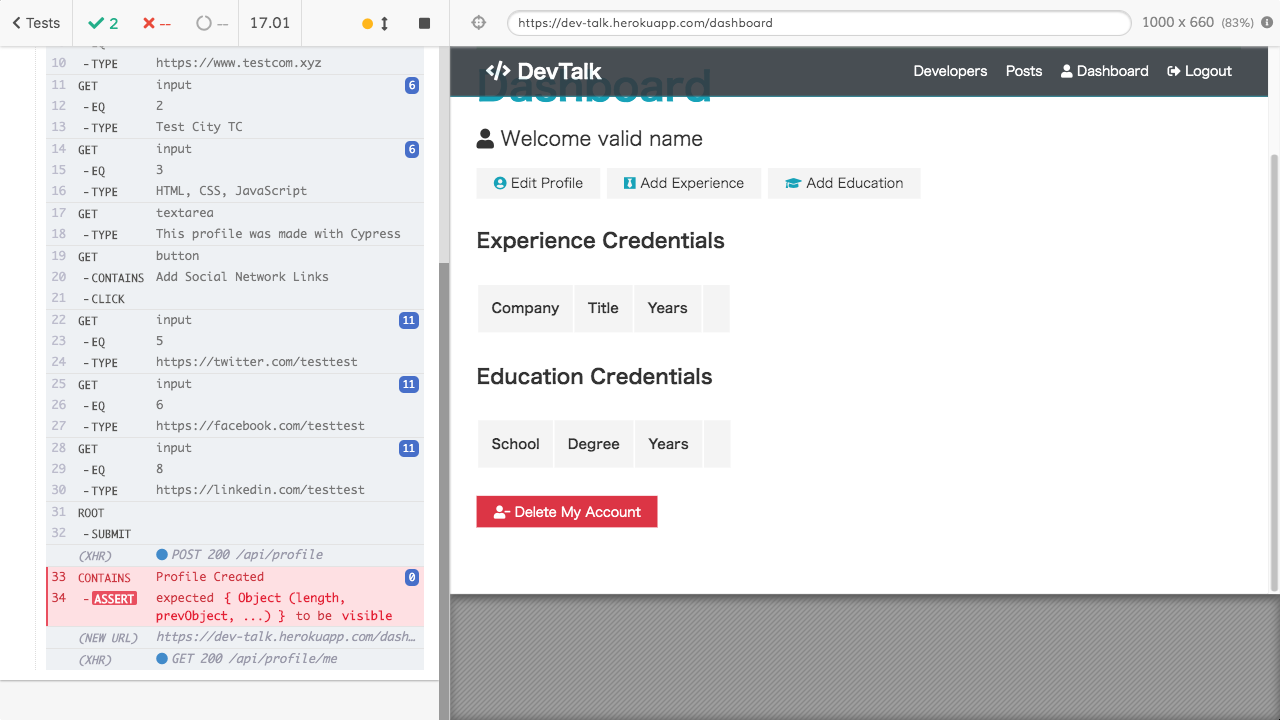 Tests
2
--
--
17.01
https://dev-talk.herokuapp.com/dashboard
1000 x 660 (83%)
10 -TYPE https://www.testcom.xyz
11 GET input 6
12 -EQ 2
13 -TYPE Test City TC
14 GET input 6
15 -EQ 3
16 -TYPE HTML, CSS, JavaScript
17 GET textarea
18 -TYPE This profile was made with Cypress
19 GET button
20 -CONTAINS Add Social Network Links
21 -CLICK
22 GET input 11
23 -EQ 5
24 -TYPE https://twitter.com/testtest
25 GET input 11
26 -EQ 6
27 -TYPE https://facebook.com/testtest
28 GET input 11
29 -EQ 8
30 -TYPE https://linkedin.com/testtest
31 ROOT
32 -SUBMIT
(XHR) POST 200 /api/profile
33 CONTAINS Profile Created 0
34 -ASSERT expected { Object (length,
prevObject, ...) } to be visible
(NEW URL) https://dev-talk.herokuapp.com/dash…
(XHR) GET 200 /api/profile/me
</> DevTalk
Developers Posts Dashboard Logout
Dashboard
Welcome valid name
Edit Profile Add Experience Add Education
Experience Credentials
Company Title Years
Education Credentials
School Degree Years
Delete My Account